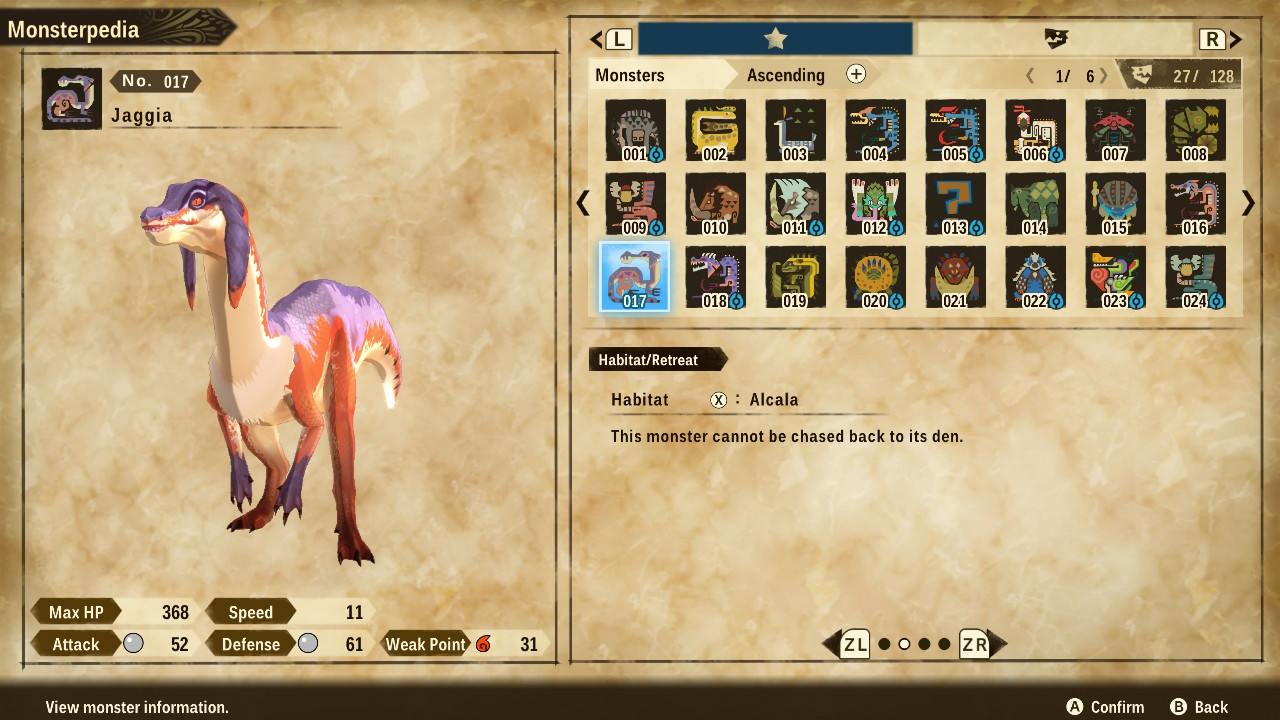 Monsterpedia
No. 017
Jaggia
Max HP 368 Speed 11
Attack 52 Defense 61 Weak Point 31
L R
Monsters Ascending 1/ 6 27/ 128
001 002 003 004 005 006 007 008
009 010 011 012 013 014 015 016
017 018 019 020 021 022 023 024
Habitat/Retreat
Habitat X : Alcala
This monster cannot be chased back to its den.
ZL ZR
View monster information.
A Confirm B Back